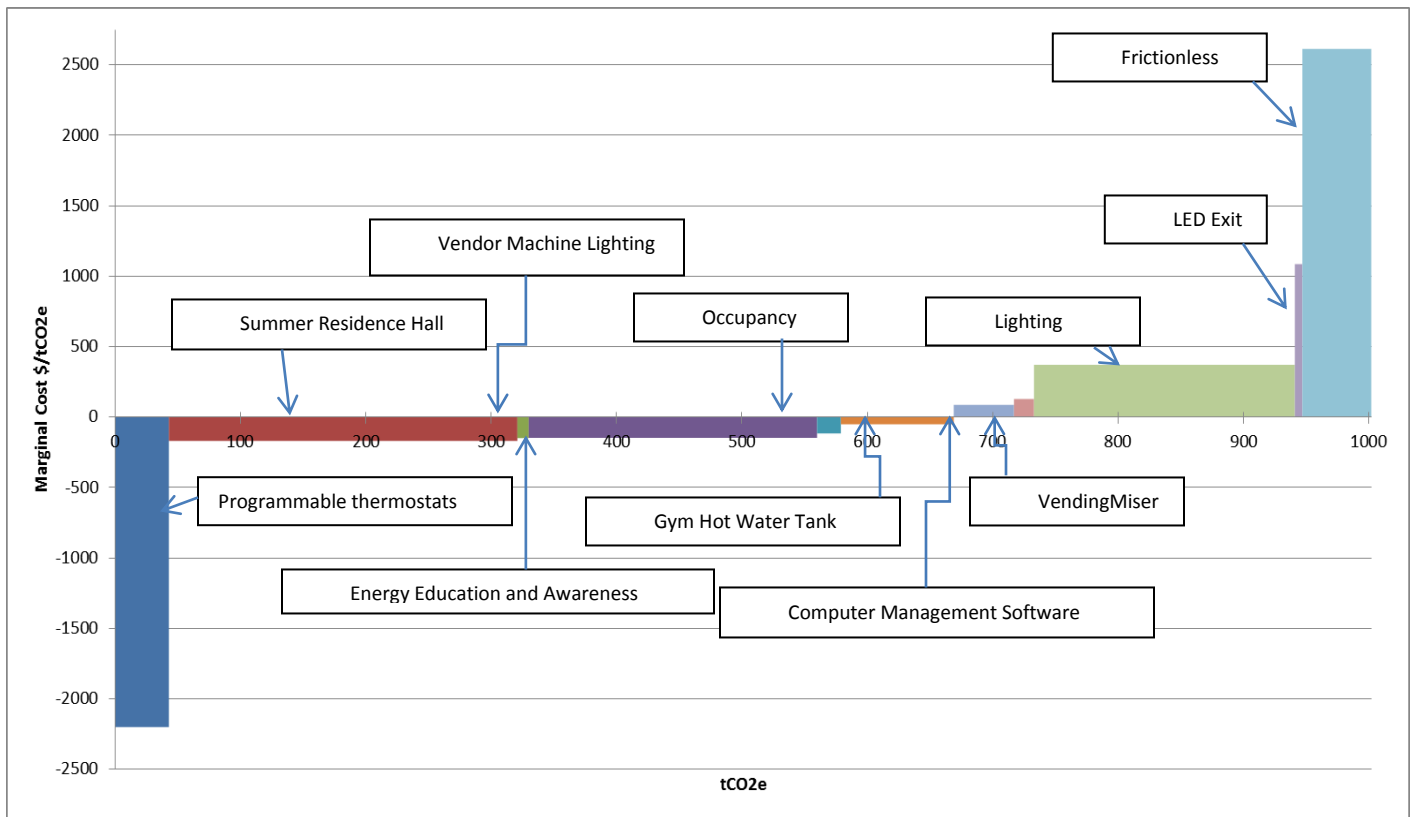 2500
2000
1500
1000
500
0
-500
-1000
-1500
-2000
-2500
Marginal Cost $/tCO2e
0 100 200 300 400 500 600 700 800 900 1000
tCO2e
Frictionless
LED Exit
Vendor Machine Lighting
Summer Residence Hall
Occupancy
Lighting
Programmable thermostats
Gym Hot Water Tank
VendingMiser
Energy Education and Awareness
Computer Management Software